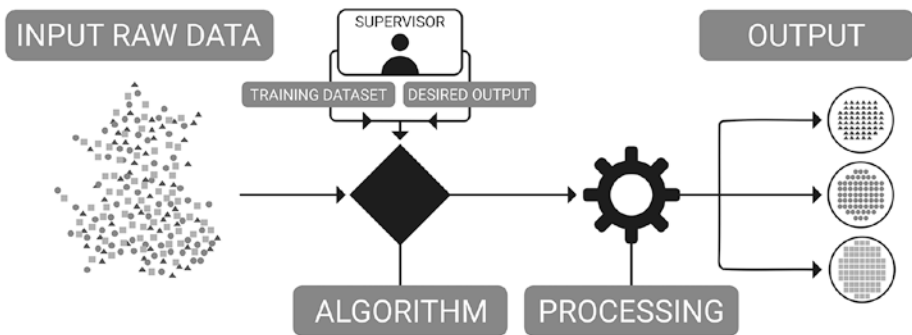 INPUT RAW DATA
SUPERVISOR
OUTPUT
TRAINING DATASET
DESIRED OUTPUT
ALGORITHM
PROCESSING